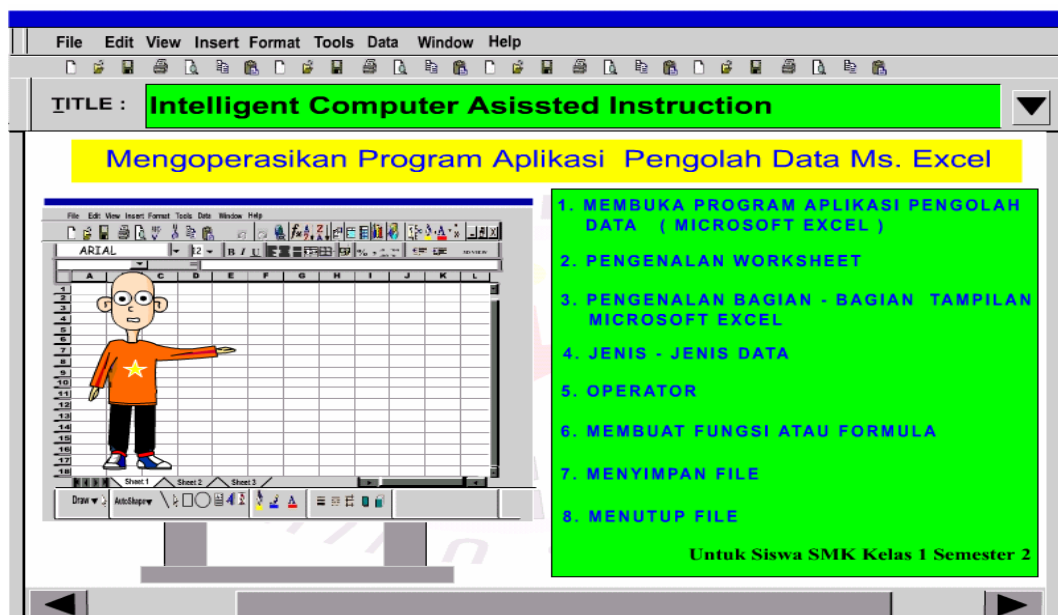 File Edit View Insert Format Tools Data Window Help
TITLE :
Intelligent Computer Asissted Instruction
Mengoperasikan Program Aplikasi Pengolah Data Ms. Excel
File Edit View Insert Format Tools Data Window Help
ARIAL 12 B I U
A C D E F G H I J K L
1
2
3
4
5
6
7
8
9
10
11
12
13
14
15
16
17
18
Sheet 1 Sheet 2 Sheet 3
Draw AutoShape
1. MEMBUKA PROGRAM APLIKASI PENGOLAH
DATA ( MICROSOFT EXCEL )
2. PENGENALAN WORKSHEET
3. PENGENALAN BAGIAN - BAGIAN TAMPILAN
MICROSOFT EXCEL
4. JENIS - JENIS DATA
5. OPERATOR
6. MEMBUAT FUNGSI ATAU FORMULA
7. MENYIMPAN FILE
8. MENUTUP FILE
Untuk Siswa SMK Kelas 1 Semester 2